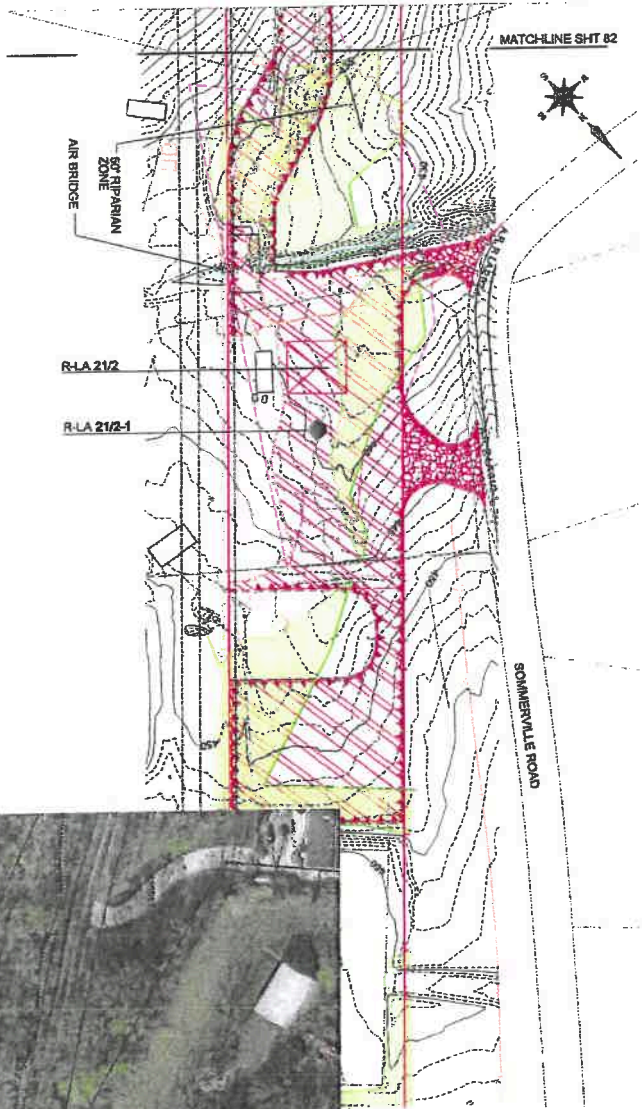 MATCHLINE SHT 82
50' RIPARIAN
ZONE
AIR BRIDGE
R-LA 21/2
R-LA 21/2-1
SOMMERVILLE ROAD